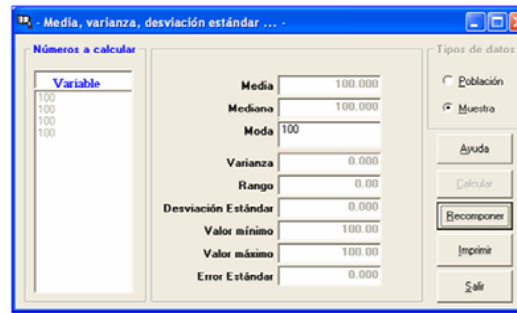 - Media, varianza, desviación estándar ... -
Números a calcular
Variable
100
100
100
100
Media 100.000
Mediana 100.000
Moda 100
Varianza 0.000
Rango 0.00
Desviación Estándar 0.000
Valor mínimo 100.00
Valor máximo 100.00
Error Estándar 0.000
Tipos de datos
Población
Muestra
Ayuda
Calcular
Recomponer
Imprimir
Salir